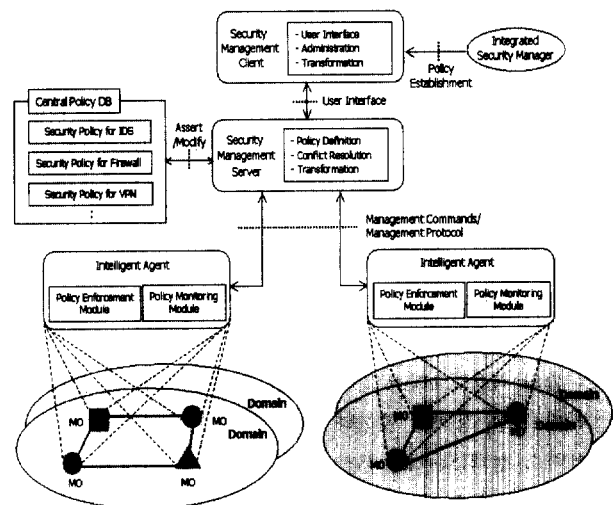 Security
Management
Client
- User Interface
- Administration
- Transformation
Integrated
Security Manager
Policy
Establishment
User Interface
Central Policy DB
Security Policy for IDS
Security Policy for Firewall
Security Policy for VPN
Assert
/Modify
Security
Management
Server
- Policy Definition
- Conflict Resolution
- Transformation
Management Commands/
Management Protocol
Intelligent Agent
Policy Enforcement
Module
Policy Monitoring
Module
Intelligent Agent
Policy Enforcement
Module
Policy Monitoring
Module
Domain
Domain
MO
MO
MO
MO
Domain
Domain
MO
MO